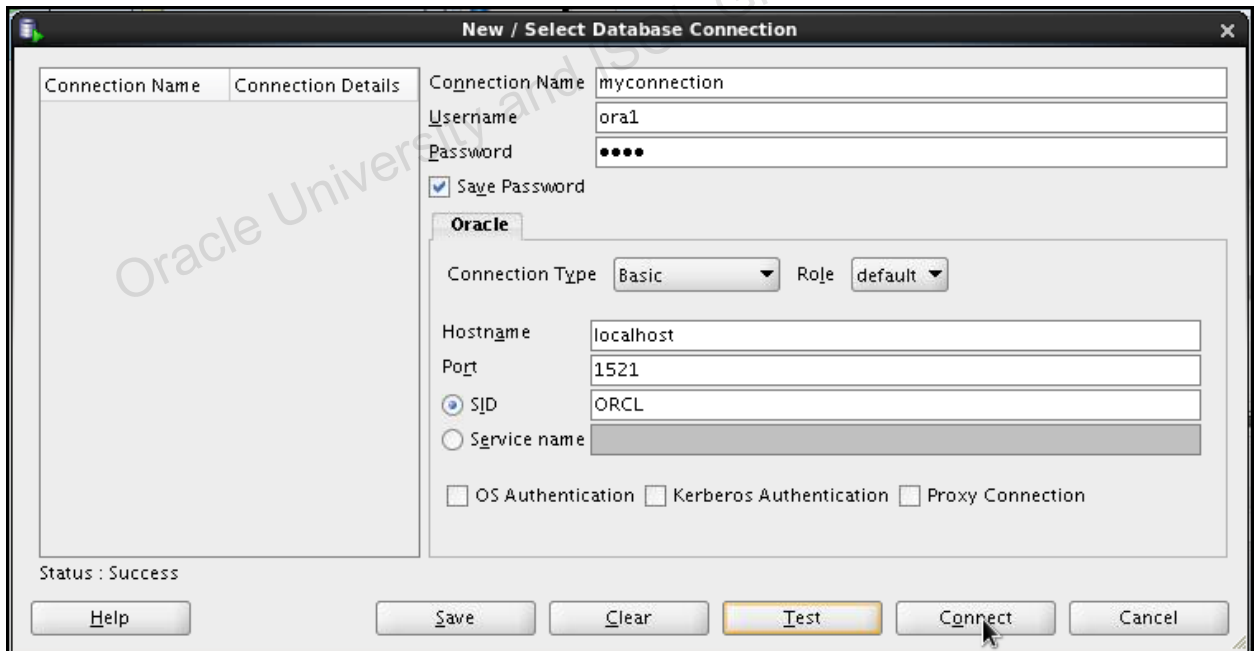 New / Select Database Connection
Connection Name Connection Details
Connection Name myconnection
Username ora1
Password ••••
Save Password
Oracle
Connection Type Basic Role default
Hostname localhost
Port 1521
SID ORCL
Service name
OS Authentication Kerberos Authentication Proxy Connection
Status : Success
Help Save Clear Test Connect Cancel
Oracle University and